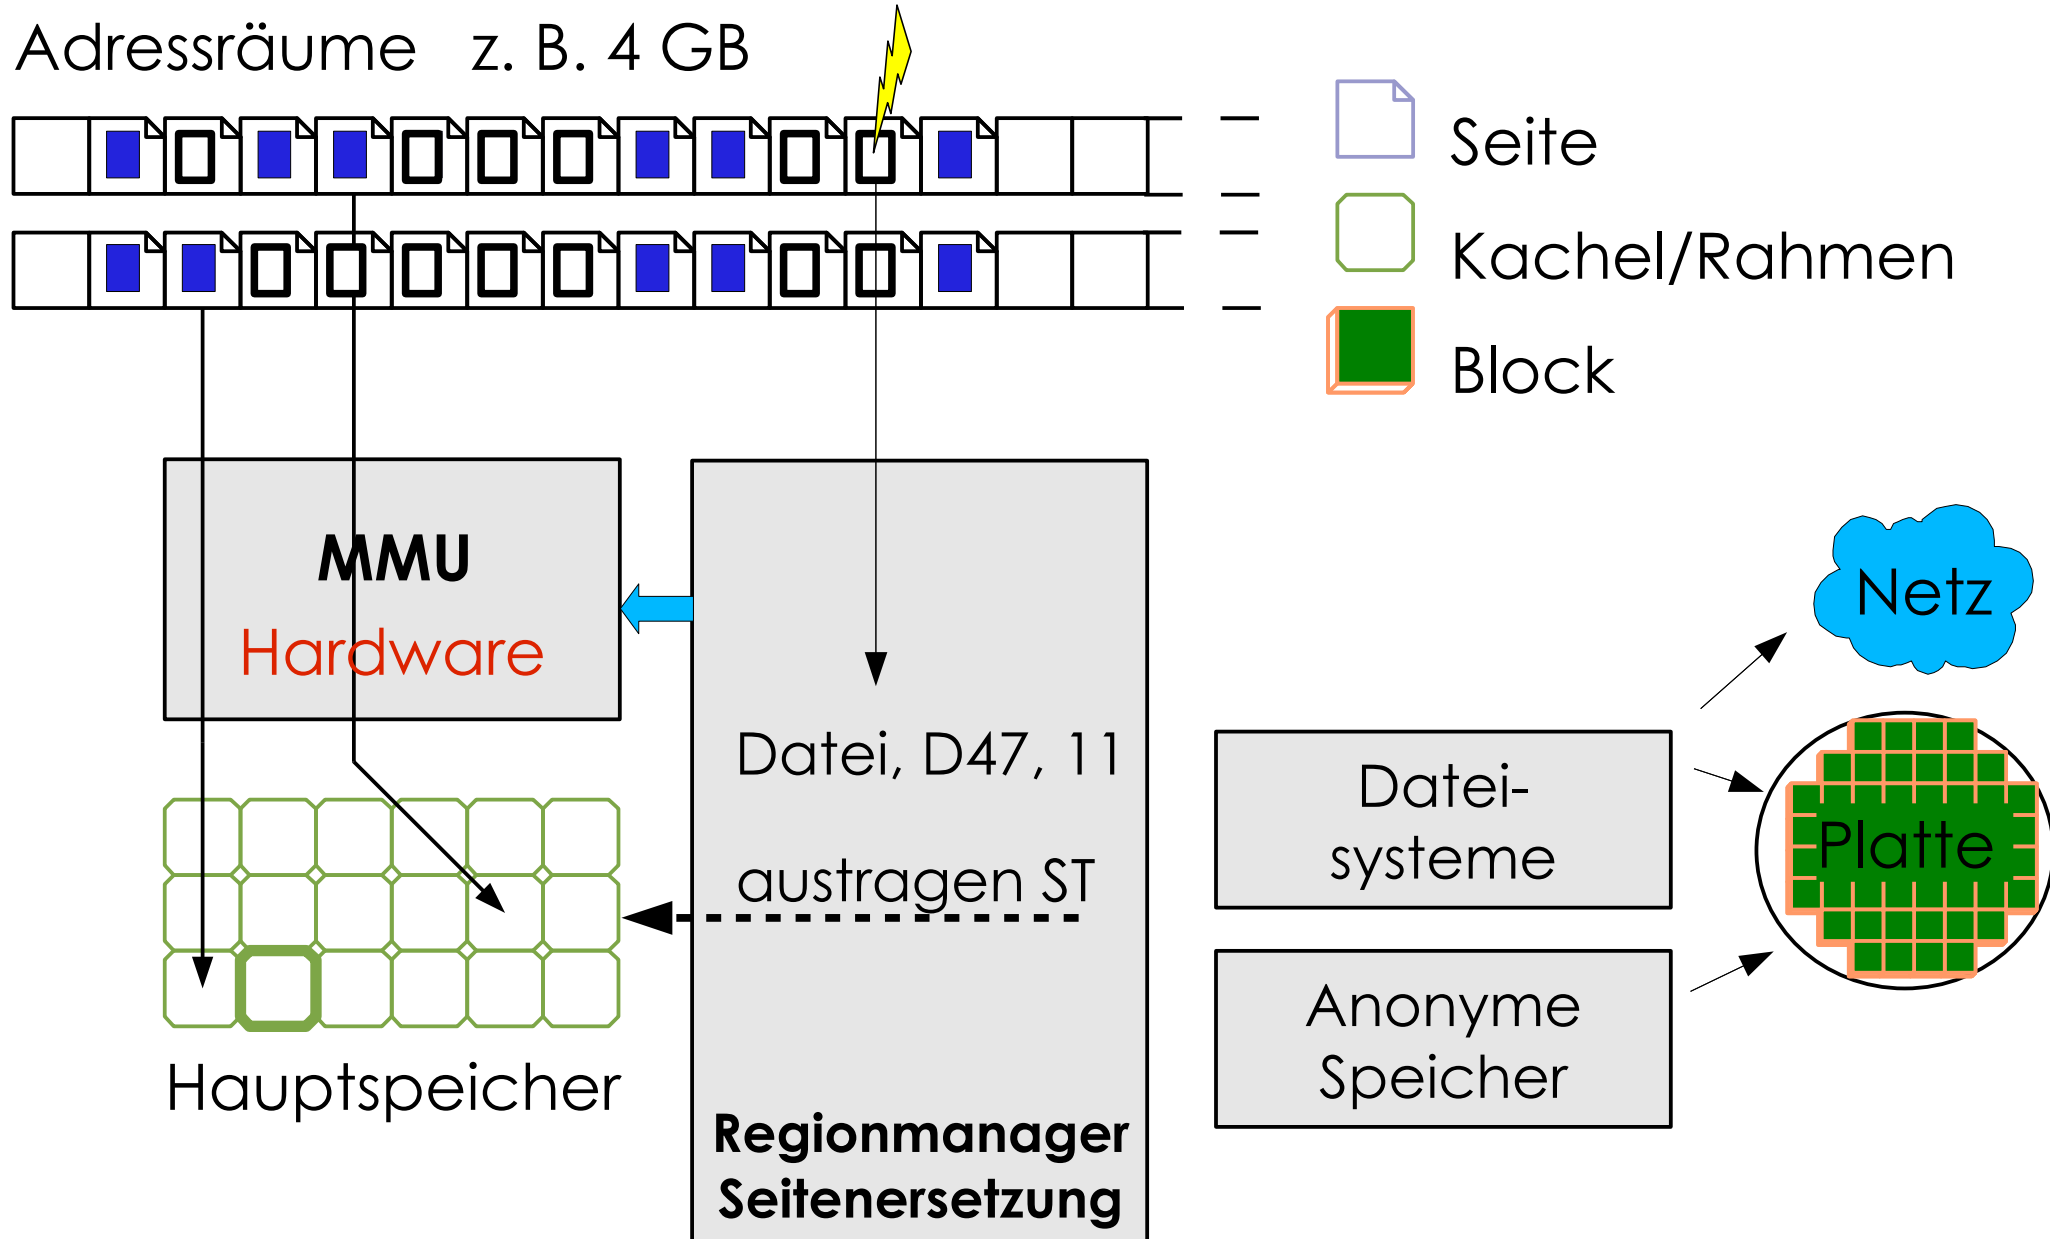 Adressräume z. B. 4 GB
Seite
Kachel/Rahmen
Block
MMU
Hardware
Datei, D47, 11
austragen ST
Regionmanager
Seitenersetzung
Hauptspeicher
Datei-
systeme
Anonyme
Speicher
Netz
Platte